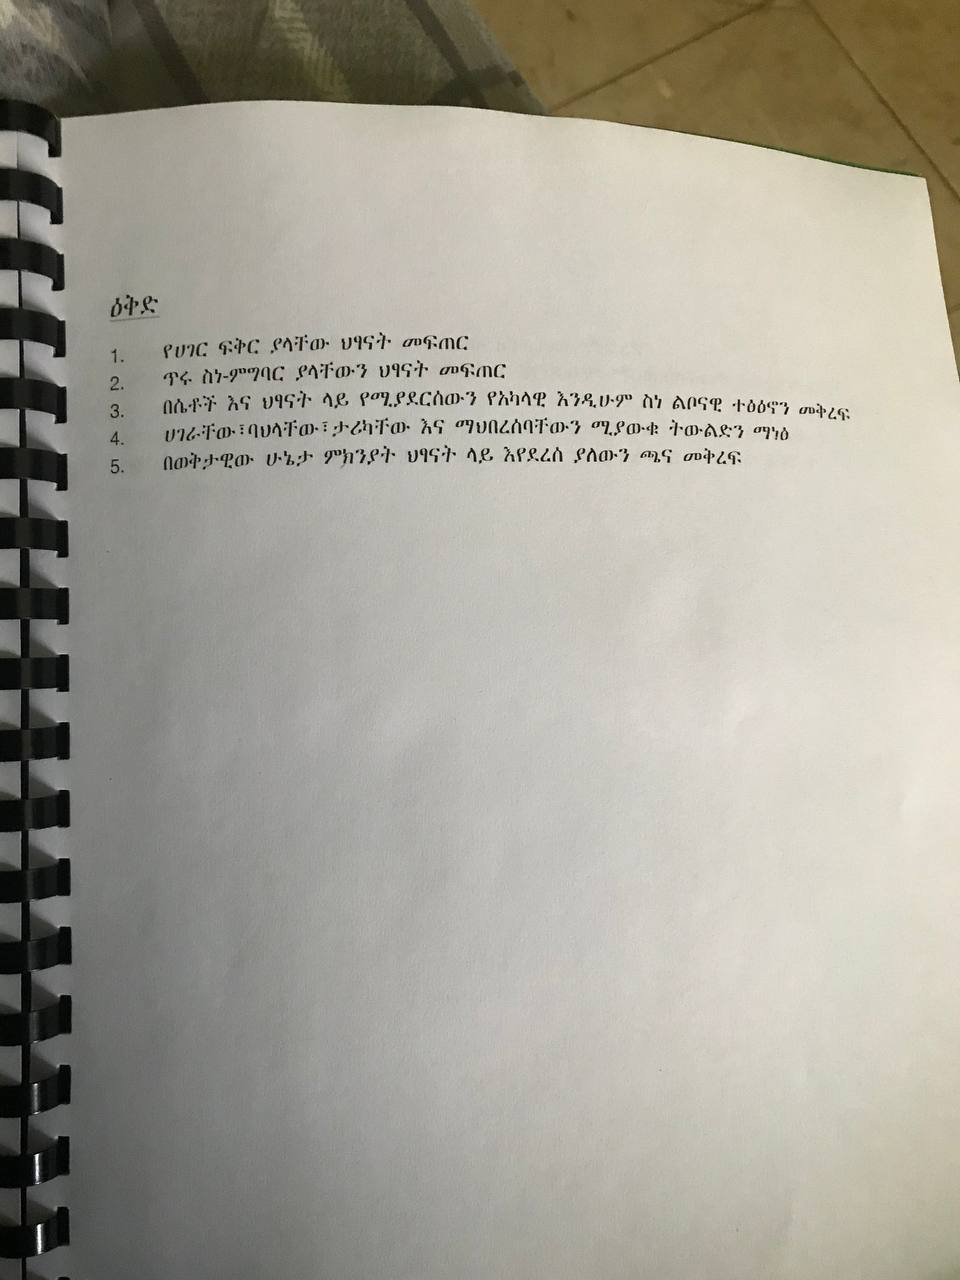 ዕቅድ
1. የሀገር ፍቅር ያላቸው ህፃናት መፍጠር
2. ጥሩ ስነ-ምግባር ያላቸውን ህፃናት መፍጠር
3. በሴቶች እና ህፃናት ላይ የሚያደርሰውን የአካላዊ እንዲሁም ስነ ልቦናዊ ተፅዕኖን መቅረፍ
4. ሀገራቸው፣ባህላቸው፣ታሪካቸው እና ማህበረሰባቸውን ሚያውቁ ትውልድን ማነፅ
5. በወቅታዊው ሁኔታ ምክንያት ህፃናት ላይ እየደረሰ ያለውን ጫና መቅረፍ